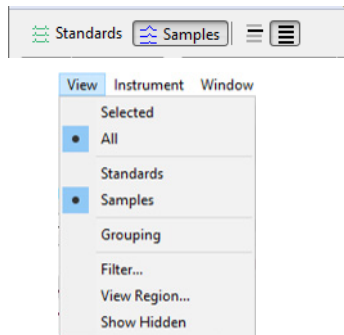 Standards Samples
View Instrument Window
Selected
All
Standards
Samples
Grouping
Filter...
View Region...
Show Hidden